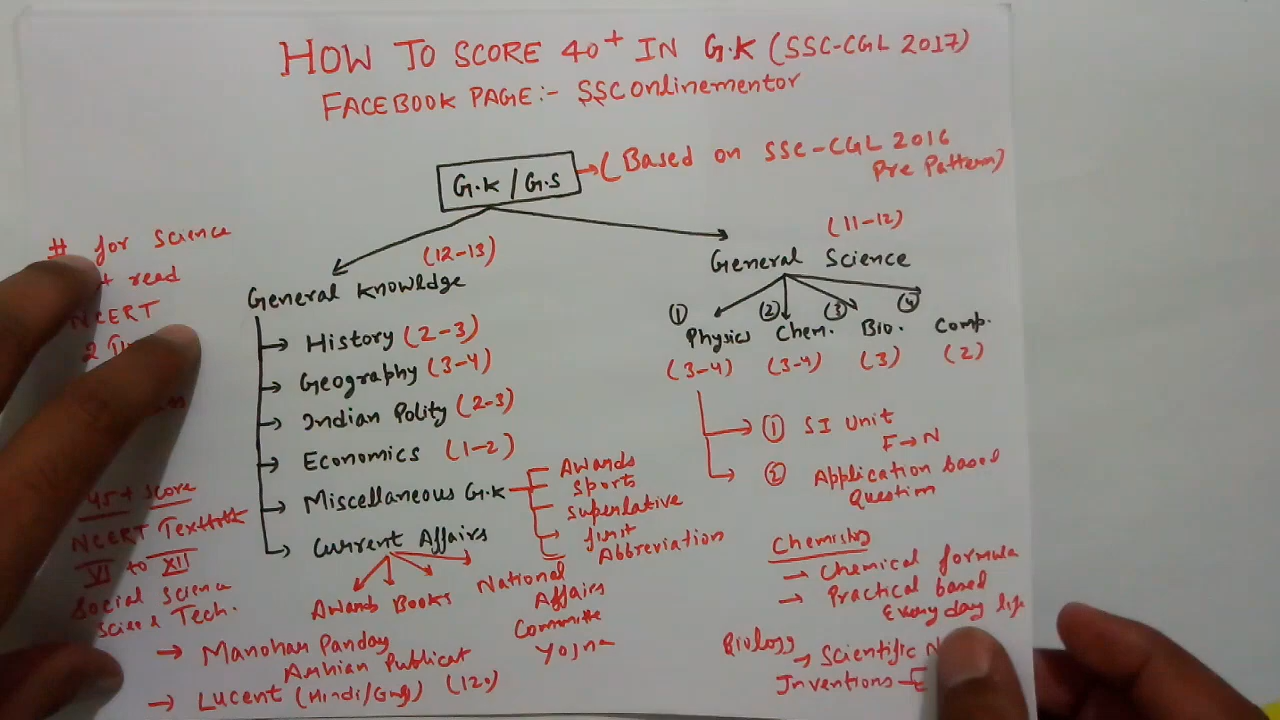 HOW TO SCORE 40+ IN G.K (SSC-CGL 2017)
FACEBOOK PAGE:- SSConlinementor
G.K / G.S
(Based on SSC-CGL 2016
Pre Pattern)
(12-13)
General Knowldge
History (2-3)
Geography (3-4)
Indian Polity (2-3)
Economics (1-2)
Miscellaneous G.K
Awards
Sports
Superlative
first
Abbreviation
Current Affairs
Awards Books National
Affairs
Committe
Yojna
(11-12)
General Science
① ② ③ ④
Physics Chem. Bio. Comp.
(3-4) (3-4) (3) (2)
① SI Unit
F→N
② Application based
Question
Chemistry
→ Chemical formula
→ Practical based
Every day life
Biology
→ Scientific
Inventions
# for Science
read
NCERT
2
45+ Score
NCERT
VI to XII
Social Science
Science Tech.
→ Manohar Panday
Arihian Publicat
→ Lucent (Hindi/Eng) (120)